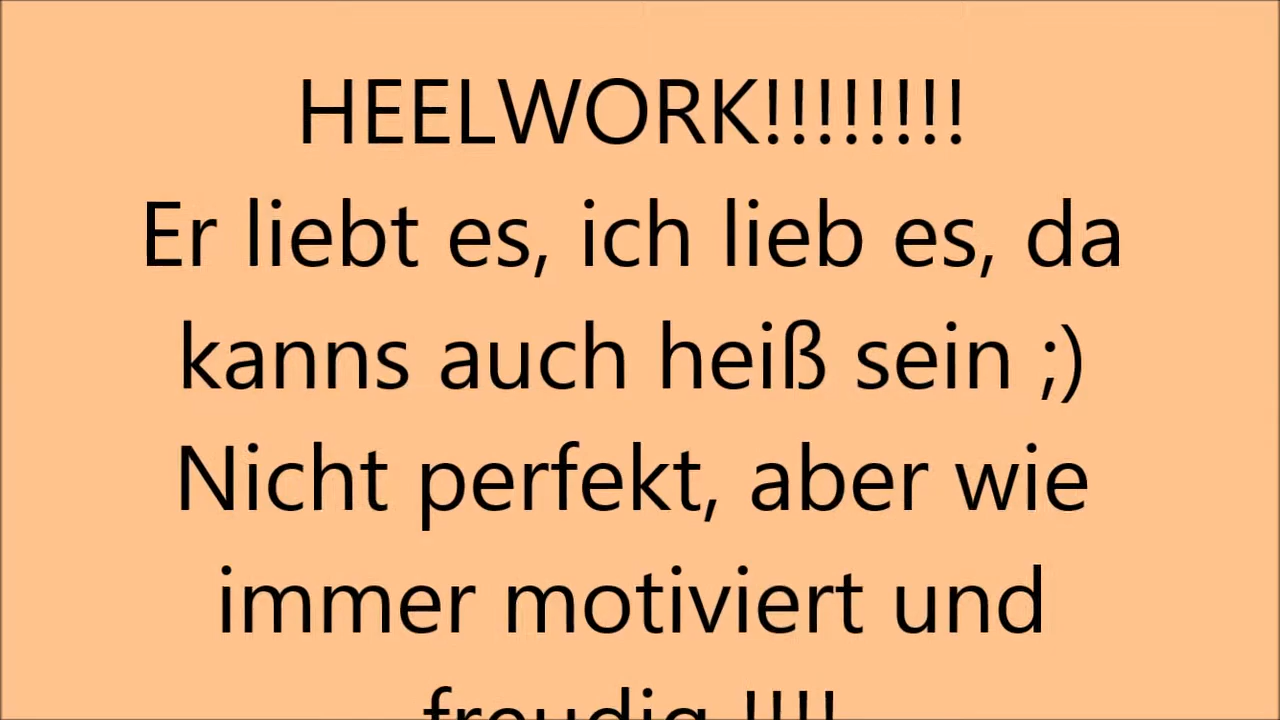 HEELWORK!!!!!!!!
Er liebt es, ich lieb es, da
kanns auch heiß sein ;)
Nicht perfekt, aber wie
immer motiviert und
freudig !!!!